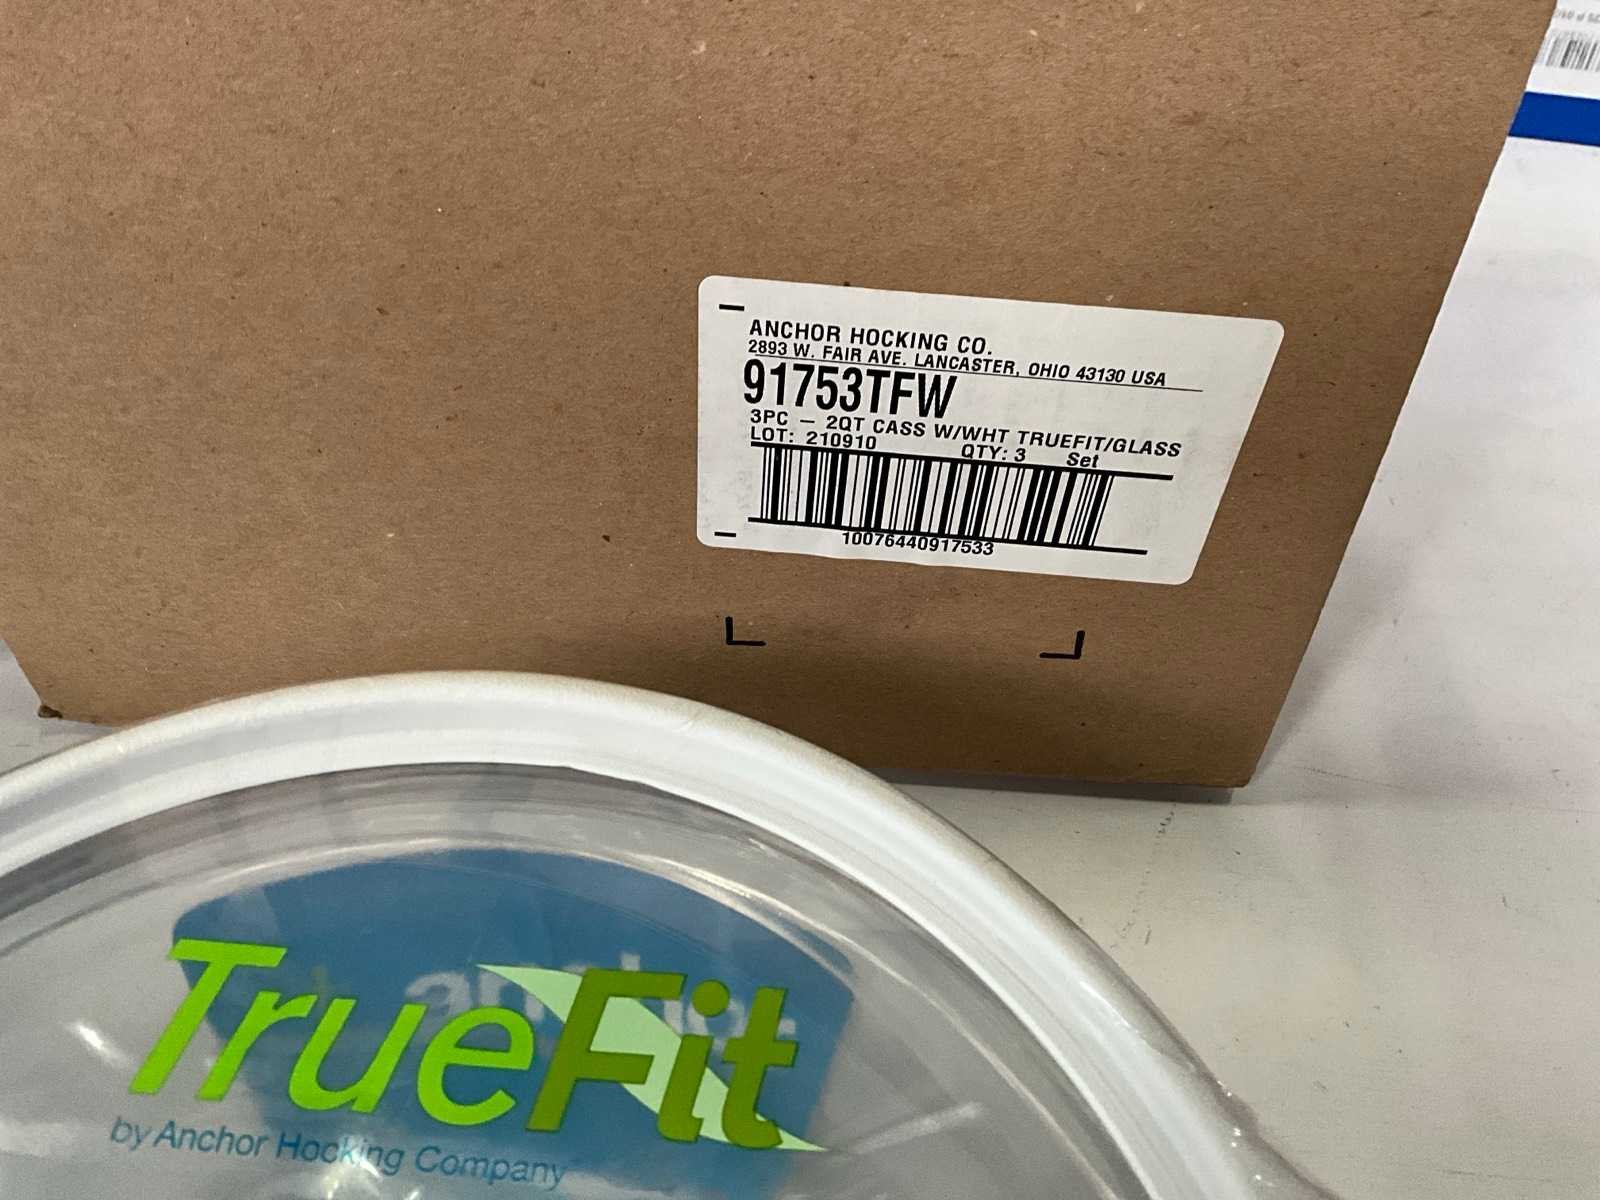 ANCHOR HOCKING CO.
2893 W. FAIR AVE. LANCASTER, OHIO 43130 USA
91753TFW
3PC – 2QT CASS W/WHT TRUEFIT/GLASS
LOT: 210910 QTY: 3 Set
10076440917533
TrueFit
by Anchor Hocking Company